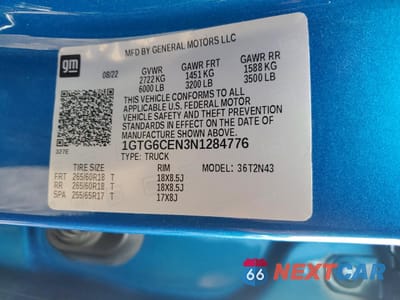 MFD BY GENERAL MOTORS LLC
gm
08/22 GVWR GAWR FRT GAWR RR
2722 KG 1451 KG 1588 KG
6000 LB 3200 LB 3500 LB
THIS VEHICLE CONFORMS TO ALL
APPLICABLE U.S. FEDERAL MOTOR
VEHICLE SAFETY AND THEFT PREVENTION
STANDARDS IN EFFECT ON THE DATE OF
MANUFACTURE SHOWN ABOVE.
1GTG6CEN3N1284776
327E TYPE: TRUCK
TIRE SIZE RIM MODEL: 36T2N43
FRT 265/60R18 T 18X8.5J
RR 265/60R18 T 18X8.5J
SPA 255/65R17 T 17X8J
66 NEXTCAR